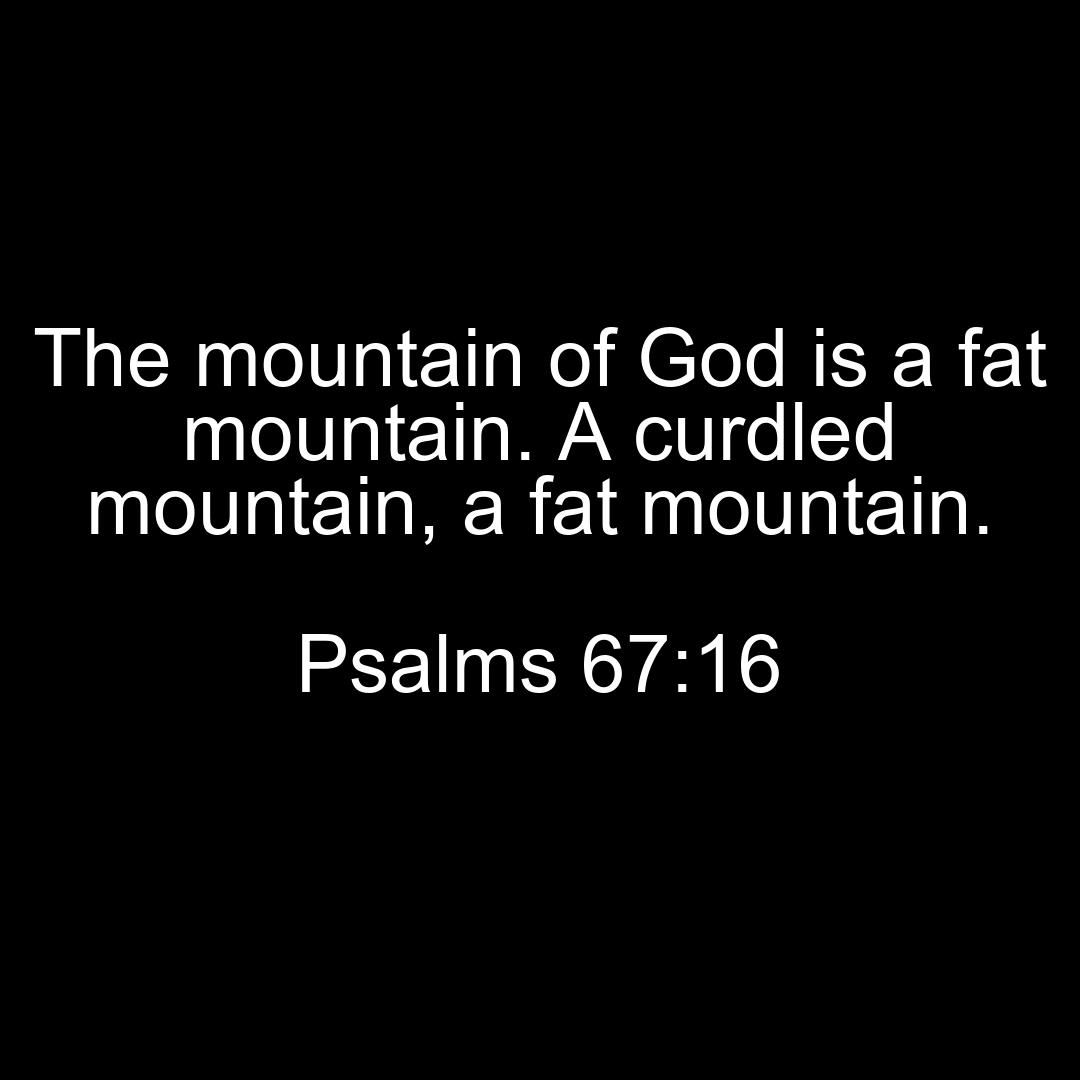 The mountain of God is a fat
mountain. A curdled
mountain, a fat mountain.
Psalms 67:16